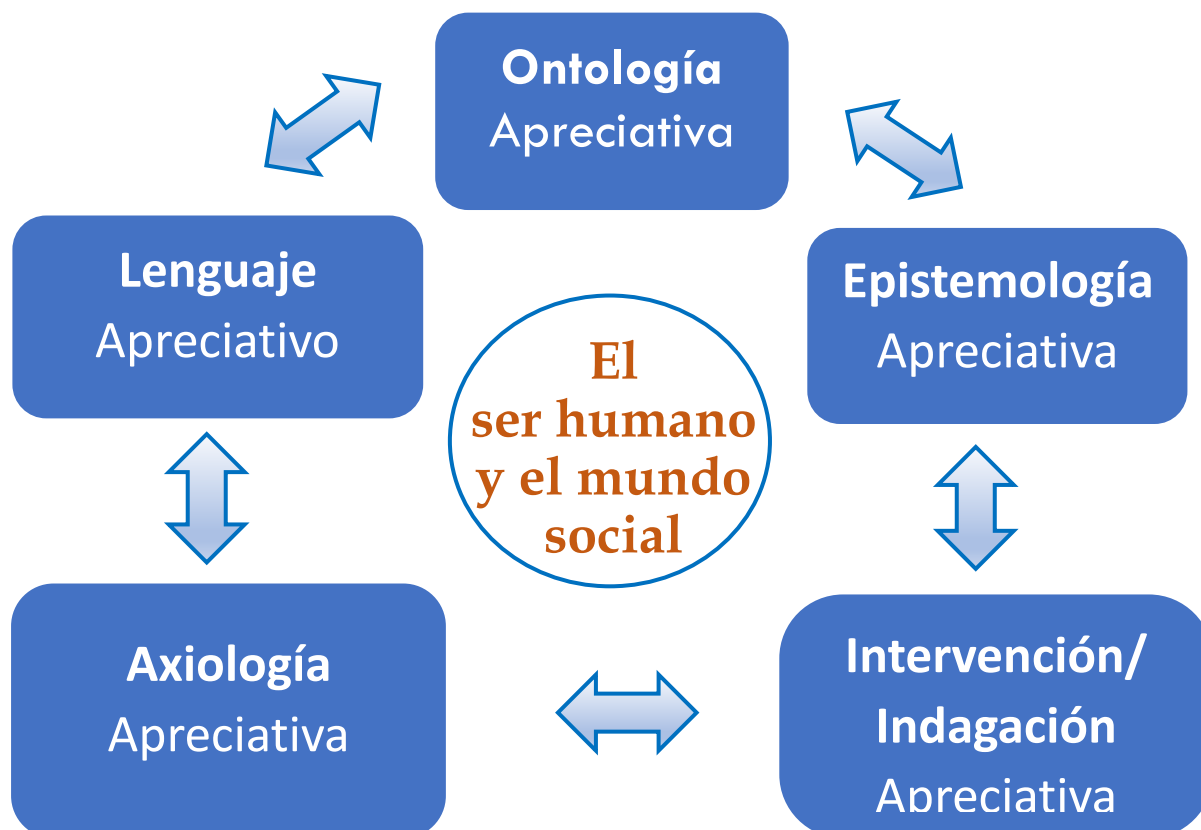 Ontología
Apreciativa
Lenguaje
Apreciativo
Epistemología
Apreciativa
El
ser humano
y el mundo
social
Axiología
Apreciativa
Intervención/
Indagación
Apreciativa